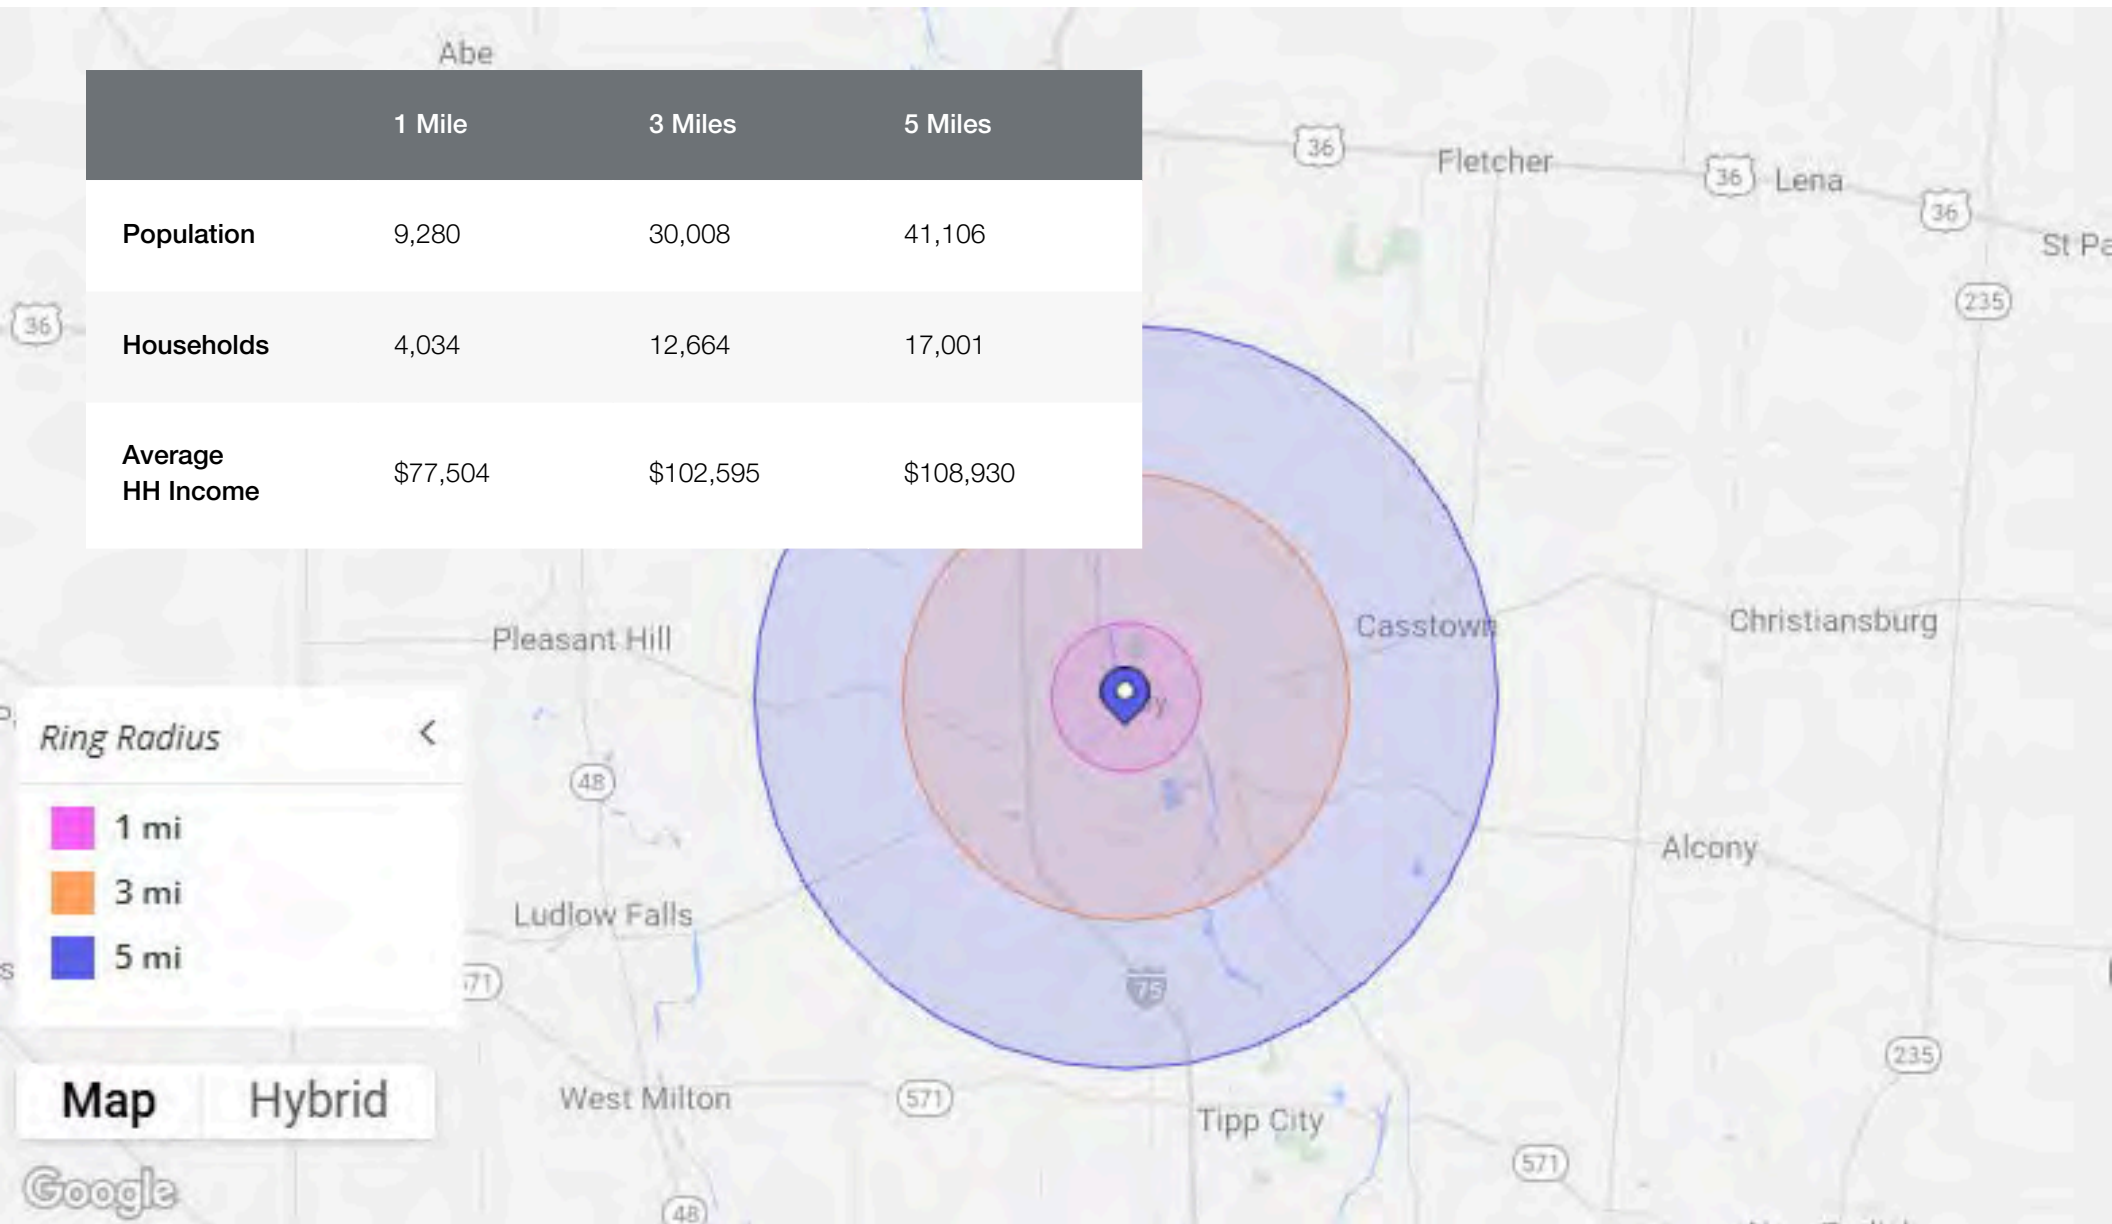 Abe
1 Mile 3 Miles 5 Miles
Population 9,280 30,008 41,106
Households 4,034 12,664 17,001
Average
HH Income $77,504 $102,595 $108,930
36
Fletcher
36
Lena
36
St Pa
235
36
Pleasant Hill
Casstown
Christiansburg
Ring Radius
1 mi
3 mi
5 mi
48
Alcony
Ludlow Falls
571
75
235
Map Hybrid
West Milton
571
Tipp City
571
Google
48